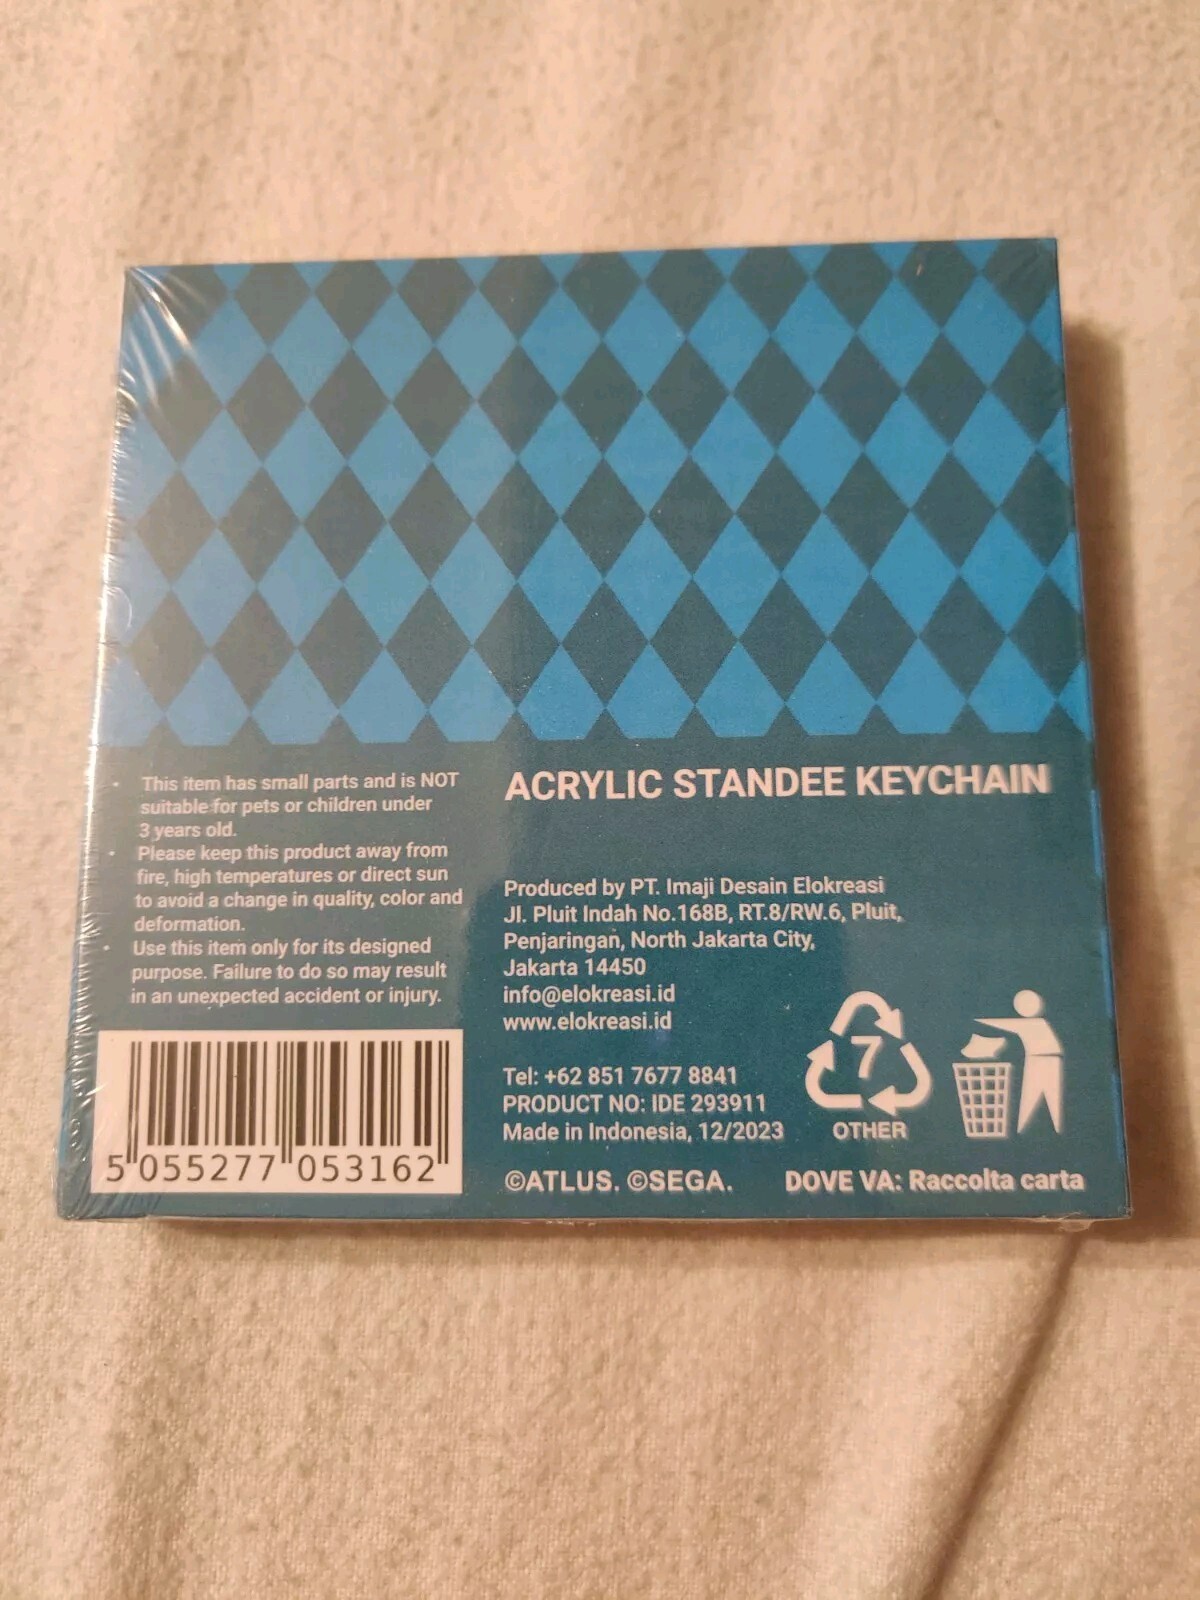 • This item has small parts and is NOT
suitable for pets or children under
3 years old.
• Please keep this product away from
fire, high temperatures or direct sun
to avoid a change in quality, color and
deformation.
• Use this item only for its designed
purpose. Failure to do so may result
in an unexpected accident or injury.
5 055277 053162
ACRYLIC STANDEE KEYCHAIN
Produced by PT. Imaji Desain Elokreasi
Jl. Pluit Indah No.168B, RT.8/RW.6, Pluit,
Penjaringan, North Jakarta City,
Jakarta 14450
info@elokreasi.id
www.elokreasi.id
Tel: +62 851 7677 8841
PRODUCT NO: IDE 293911
Made in Indonesia, 12/2023
7
OTHER
©ATLUS. ©SEGA.
DOVE VA: Raccolta carta